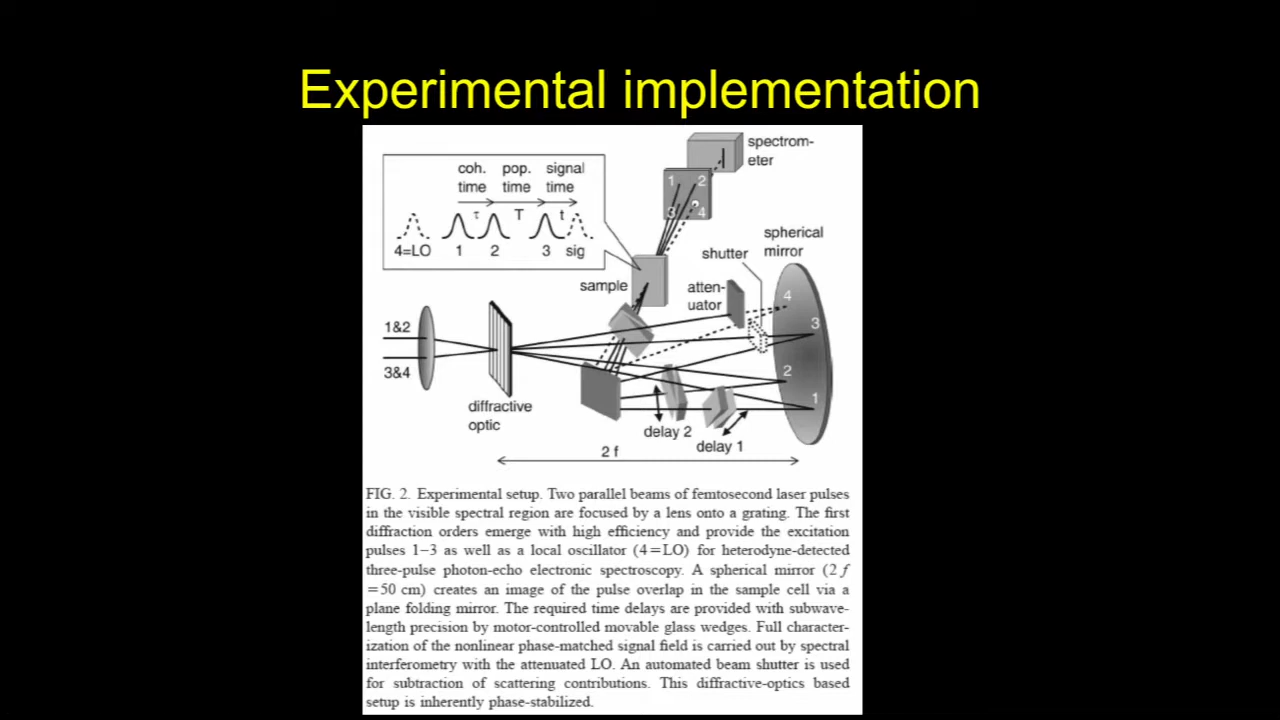 Experimental implementation
coh. pop. signal
time time time
τ T t
4=LO 1 2 3 sig
1 2
3 4
spectrom-
eter
sample
shutter
spherical
mirror
atten-
uator
4
3
2
1
1&2
3&4
diffractive
optic
delay 2
delay 1
2 f
FIG. 2. Experimental setup. Two parallel beams of femtosecond laser pulses
in the visible spectral region are focused by a lens onto a grating. The first
diffraction orders emerge with high efficiency and provide the excitation
pulses 1–3 as well as a local oscillator (4=LO) for heterodyne-detected
three-pulse photon-echo electronic spectroscopy. A spherical mirror (2 f
=50 cm) creates an image of the pulse overlap in the sample cell via a
plane folding mirror. The required time delays are provided with subwave-
length precision by motor-controlled movable glass wedges. Full character-
ization of the nonlinear phase-matched signal field is carried out by spectral
interferometry with the attenuated LO. An automated beam shutter is used
for subtraction of scattering contributions. This diffractive-optics based
setup is inherently phase-stabilized.